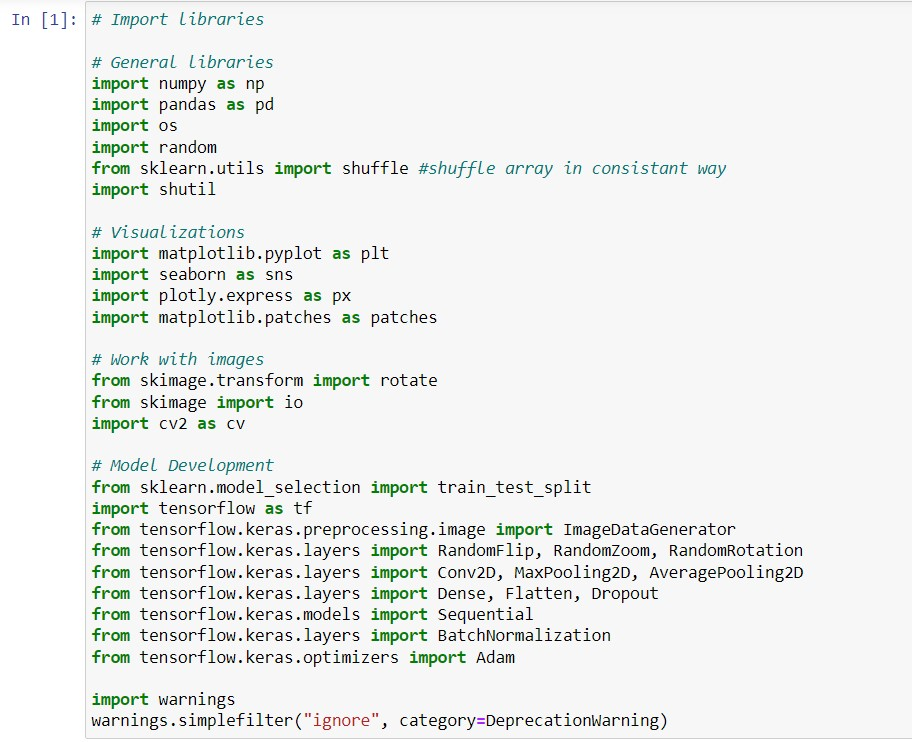 In [1]: # Import libraries
# General libraries
import numpy as np
import pandas as pd
import os
import random
from sklearn.utils import shuffle #shuffle array in consistant way
import shutil
# Visualizations
import matplotlib.pyplot as plt
import seaborn as sns
import plotly.express as px
import matplotlib.patches as patches
# Work with images
from skimage.transform import rotate
from skimage import io
import cv2 as cv
# Model Development
from sklearn.model_selection import train_test_split
import tensorflow as tf
from tensorflow.keras.preprocessing.image import ImageDataGenerator
from tensorflow.keras.layers import RandomFlip, RandomZoom, RandomRotation
from tensorflow.keras.layers import Conv2D, MaxPooling2D, AveragePooling2D
from tensorflow.keras.layers import Dense, Flatten, Dropout
from tensorflow.keras.models import Sequential
from tensorflow.keras.layers import BatchNormalization
from tensorflow.keras.optimizers import Adam
import warnings
warnings.simplefilter("ignore", category=DeprecationWarning)